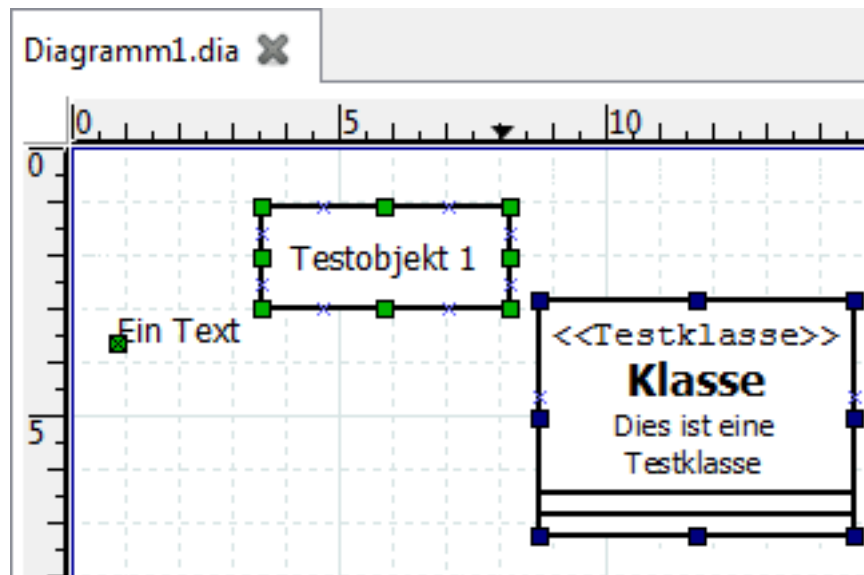 Diagramm1.dia
0 5 10
0
Testobjekt 1
Ein Text
<<Testklasse>>
Klasse
5
Dies ist eine
Testklasse